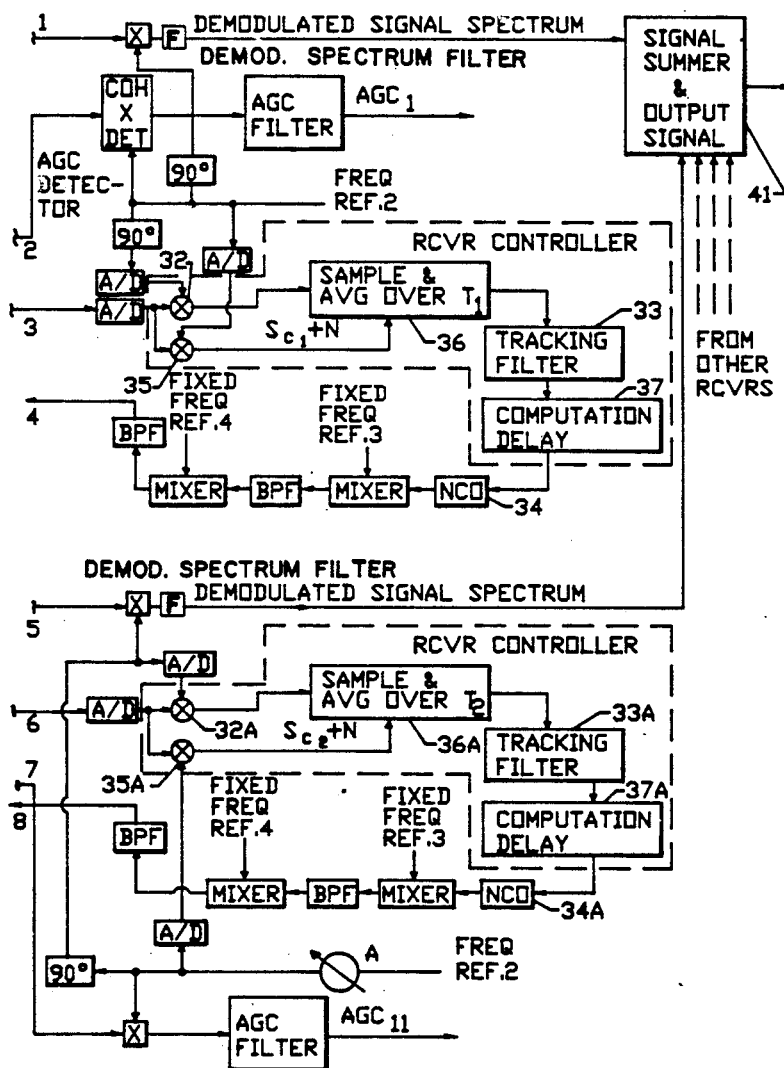 1
X
F
DEMODULATED SIGNAL SPECTRUM
DEMOD. SPECTRUM FILTER
SIGNAL
SUMMER
&
OUTPUT
SIGNAL
41
COH
X
DET
AGC
FILTER
AGC 1
AGC
DETEC-
TOR
90°
2
FREQ
REF.2
90°
A/D
32
RCVR CONTROLLER
A/D
A/D
3
SAMPLE &
AVG OVER T1
Sc1+N
36
33
TRACKING
FILTER
35
37
COMPUTATION
DELAY
FROM
OTHER
RCVRS
4
BPF
FIXED
FREQ
REF.4
FIXED
FREQ
REF.3
MIXER
BPF
MIXER
NCO
34
DEMOD. SPECTRUM FILTER
DEMODULATED SIGNAL SPECTRUM
5
X
F
RCVR CONTROLLER
A/D
A/D
6
32A
SAMPLE &
AVG OVER T2
Sc2+N
36A
33A
TRACKING
FILTER
7
35A
37A
COMPUTATION
DELAY
8
BPF
FIXED
FREQ
REF.4
FIXED
FREQ
REF.3
MIXER
BPF
MIXER
NCO
34A
A/D
90°
A
FREQ
REF.2
X
AGC
FILTER
AGC 11